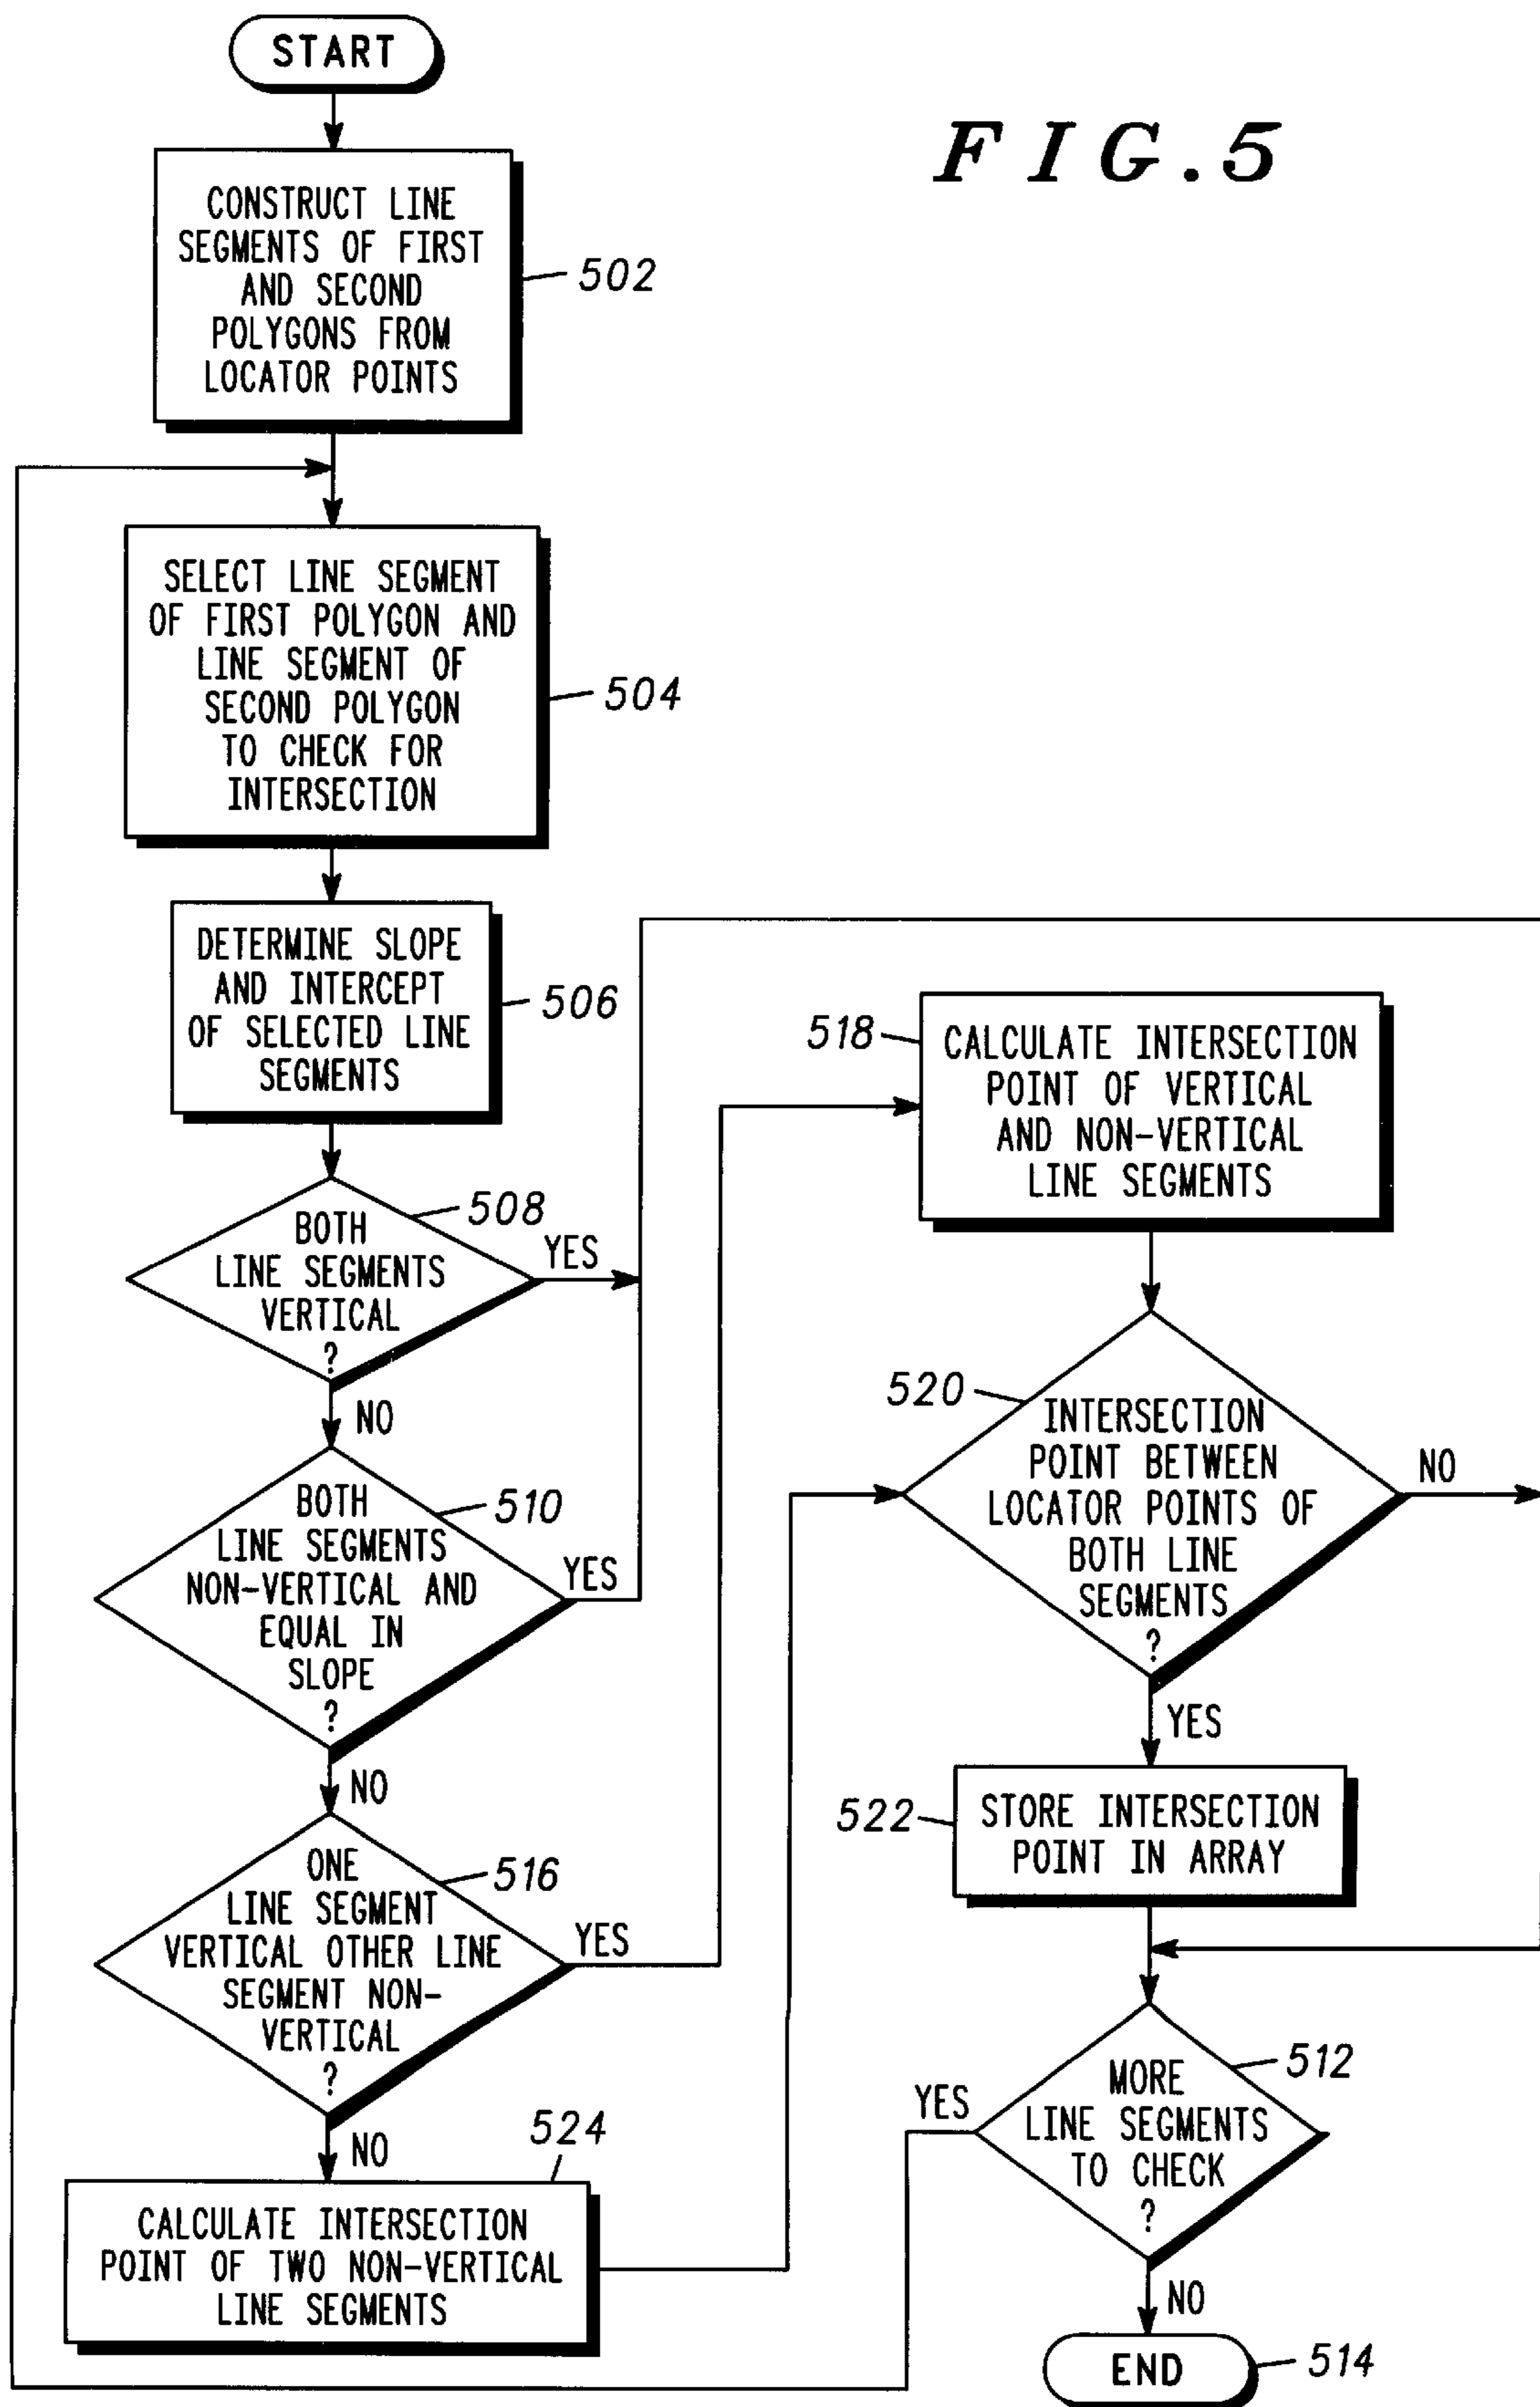 START
FIG.5
CONSTRUCT LINE
SEGMENTS OF FIRST
AND SECOND
POLYGONS FROM
LOCATOR POINTS
502
SELECT LINE SEGMENT
OF FIRST POLYGON AND
LINE SEGMENT OF
SECOND POLYGON
TO CHECK FOR
INTERSECTION
504
DETERMINE SLOPE
AND INTERCEPT
OF SELECTED LINE
SEGMENTS
506
BOTH
LINE SEGMENTS
VERTICAL
?
508
YES
NO
BOTH
LINE SEGMENTS
NON-VERTICAL AND
EQUAL IN
SLOPE
?
510
YES
NO
ONE
LINE SEGMENT
VERTICAL OTHER LINE
SEGMENT NON-
VERTICAL
?
516
YES
NO
524
CALCULATE INTERSECTION
POINT OF TWO NON-VERTICAL
LINE SEGMENTS
518
CALCULATE INTERSECTION
POINT OF VERTICAL
AND NON-VERTICAL
LINE SEGMENTS
520
INTERSECTION
POINT BETWEEN
LOCATOR POINTS OF
BOTH LINE
SEGMENTS
?
NO
YES
522
STORE INTERSECTION
POINT IN ARRAY
512
MORE
LINE SEGMENTS
TO CHECK
?
YES
NO
END
514